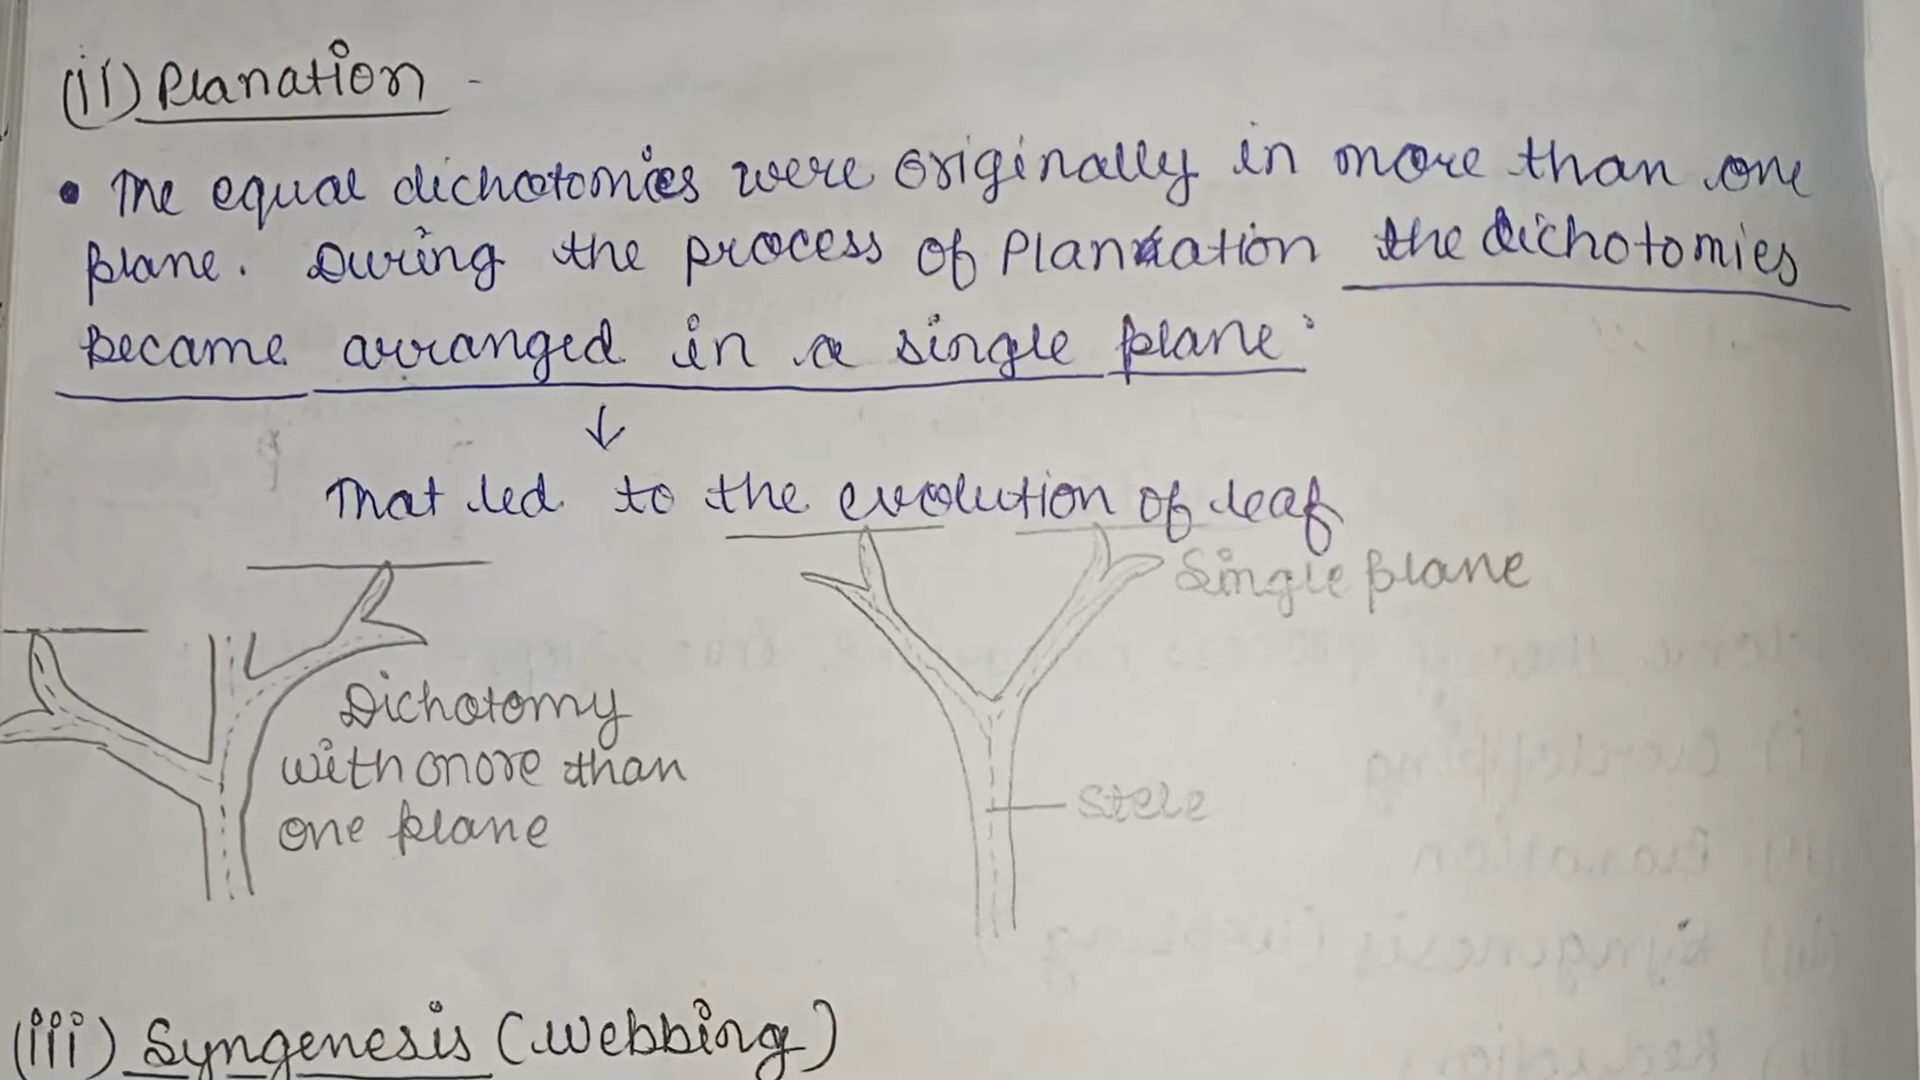 (ii) Planation -
• The equal dichotomies were originally in more than one
plane. During the process of Planation the dichotomies
became arranged in a single plane.
↓
That led to the evolution of leaf
Single plane
Dichotomy
with more than
one plane
Stele
(iii) Syngenesis (Webbing)